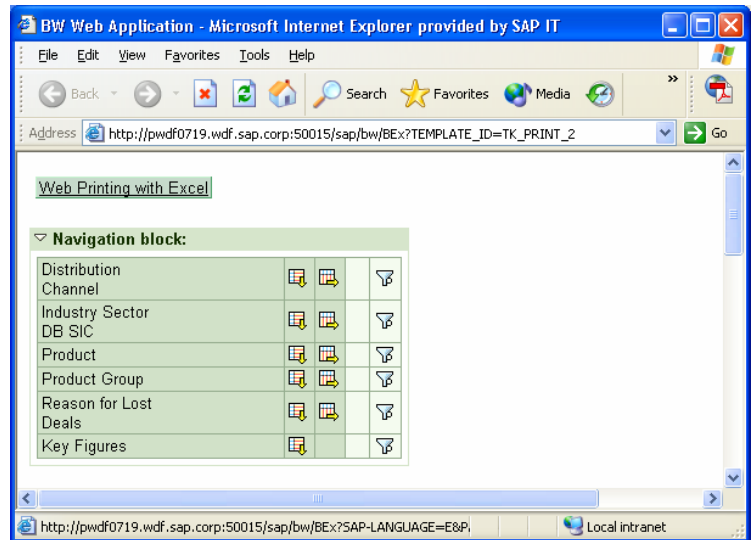 BW Web Application - Microsoft Internet Explorer provided by SAP IT
File Edit View Favorites Tools Help
Back Search Favorites Media »
Address http://pwdf0719.wdf.sap.corp:50015/sap/bw/BEx?TEMPLATE_ID=TK_PRINT_2 Go
Web Printing with Excel
Navigation block:
Distribution
Channel
Industry Sector
DB SIC
Product
Product Group
Reason for Lost
Deals
Key Figures
http://pwdf0719.wdf.sap.corp:50015/sap/bw/BEx?SAP-LANGUAGE=E&P. Local intranet